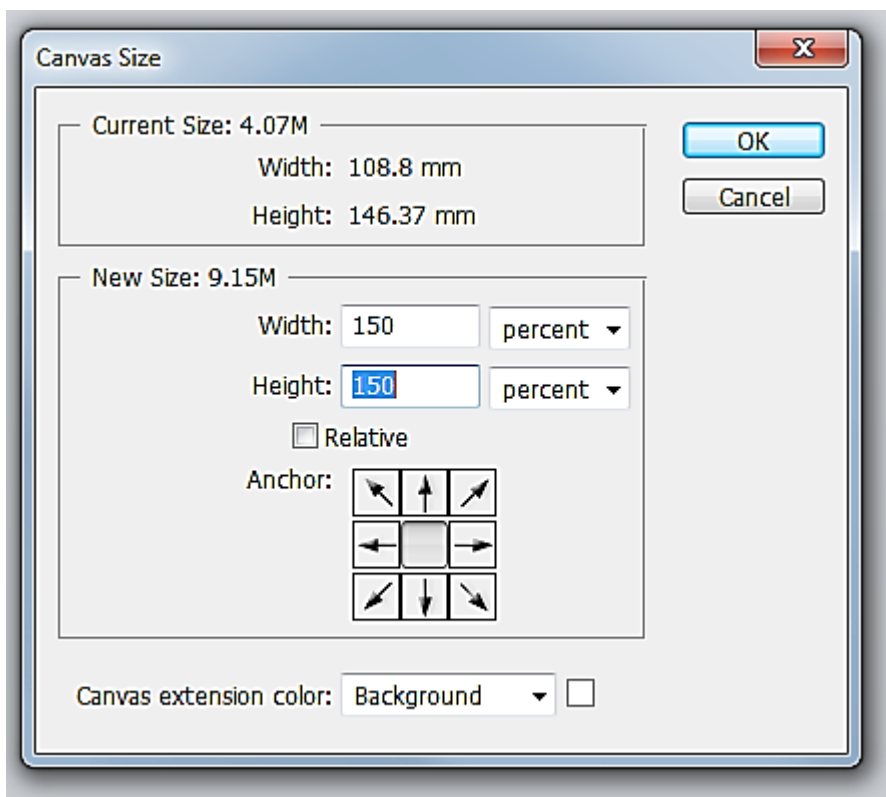 Canvas Size
Current Size: 4.07M
OK
Width: 108.8 mm
Cancel
Height: 146.37 mm
New Size: 9.15M
Width: 150 percent
Height: 150 percent
Relative
Anchor:
Canvas extension color: Background